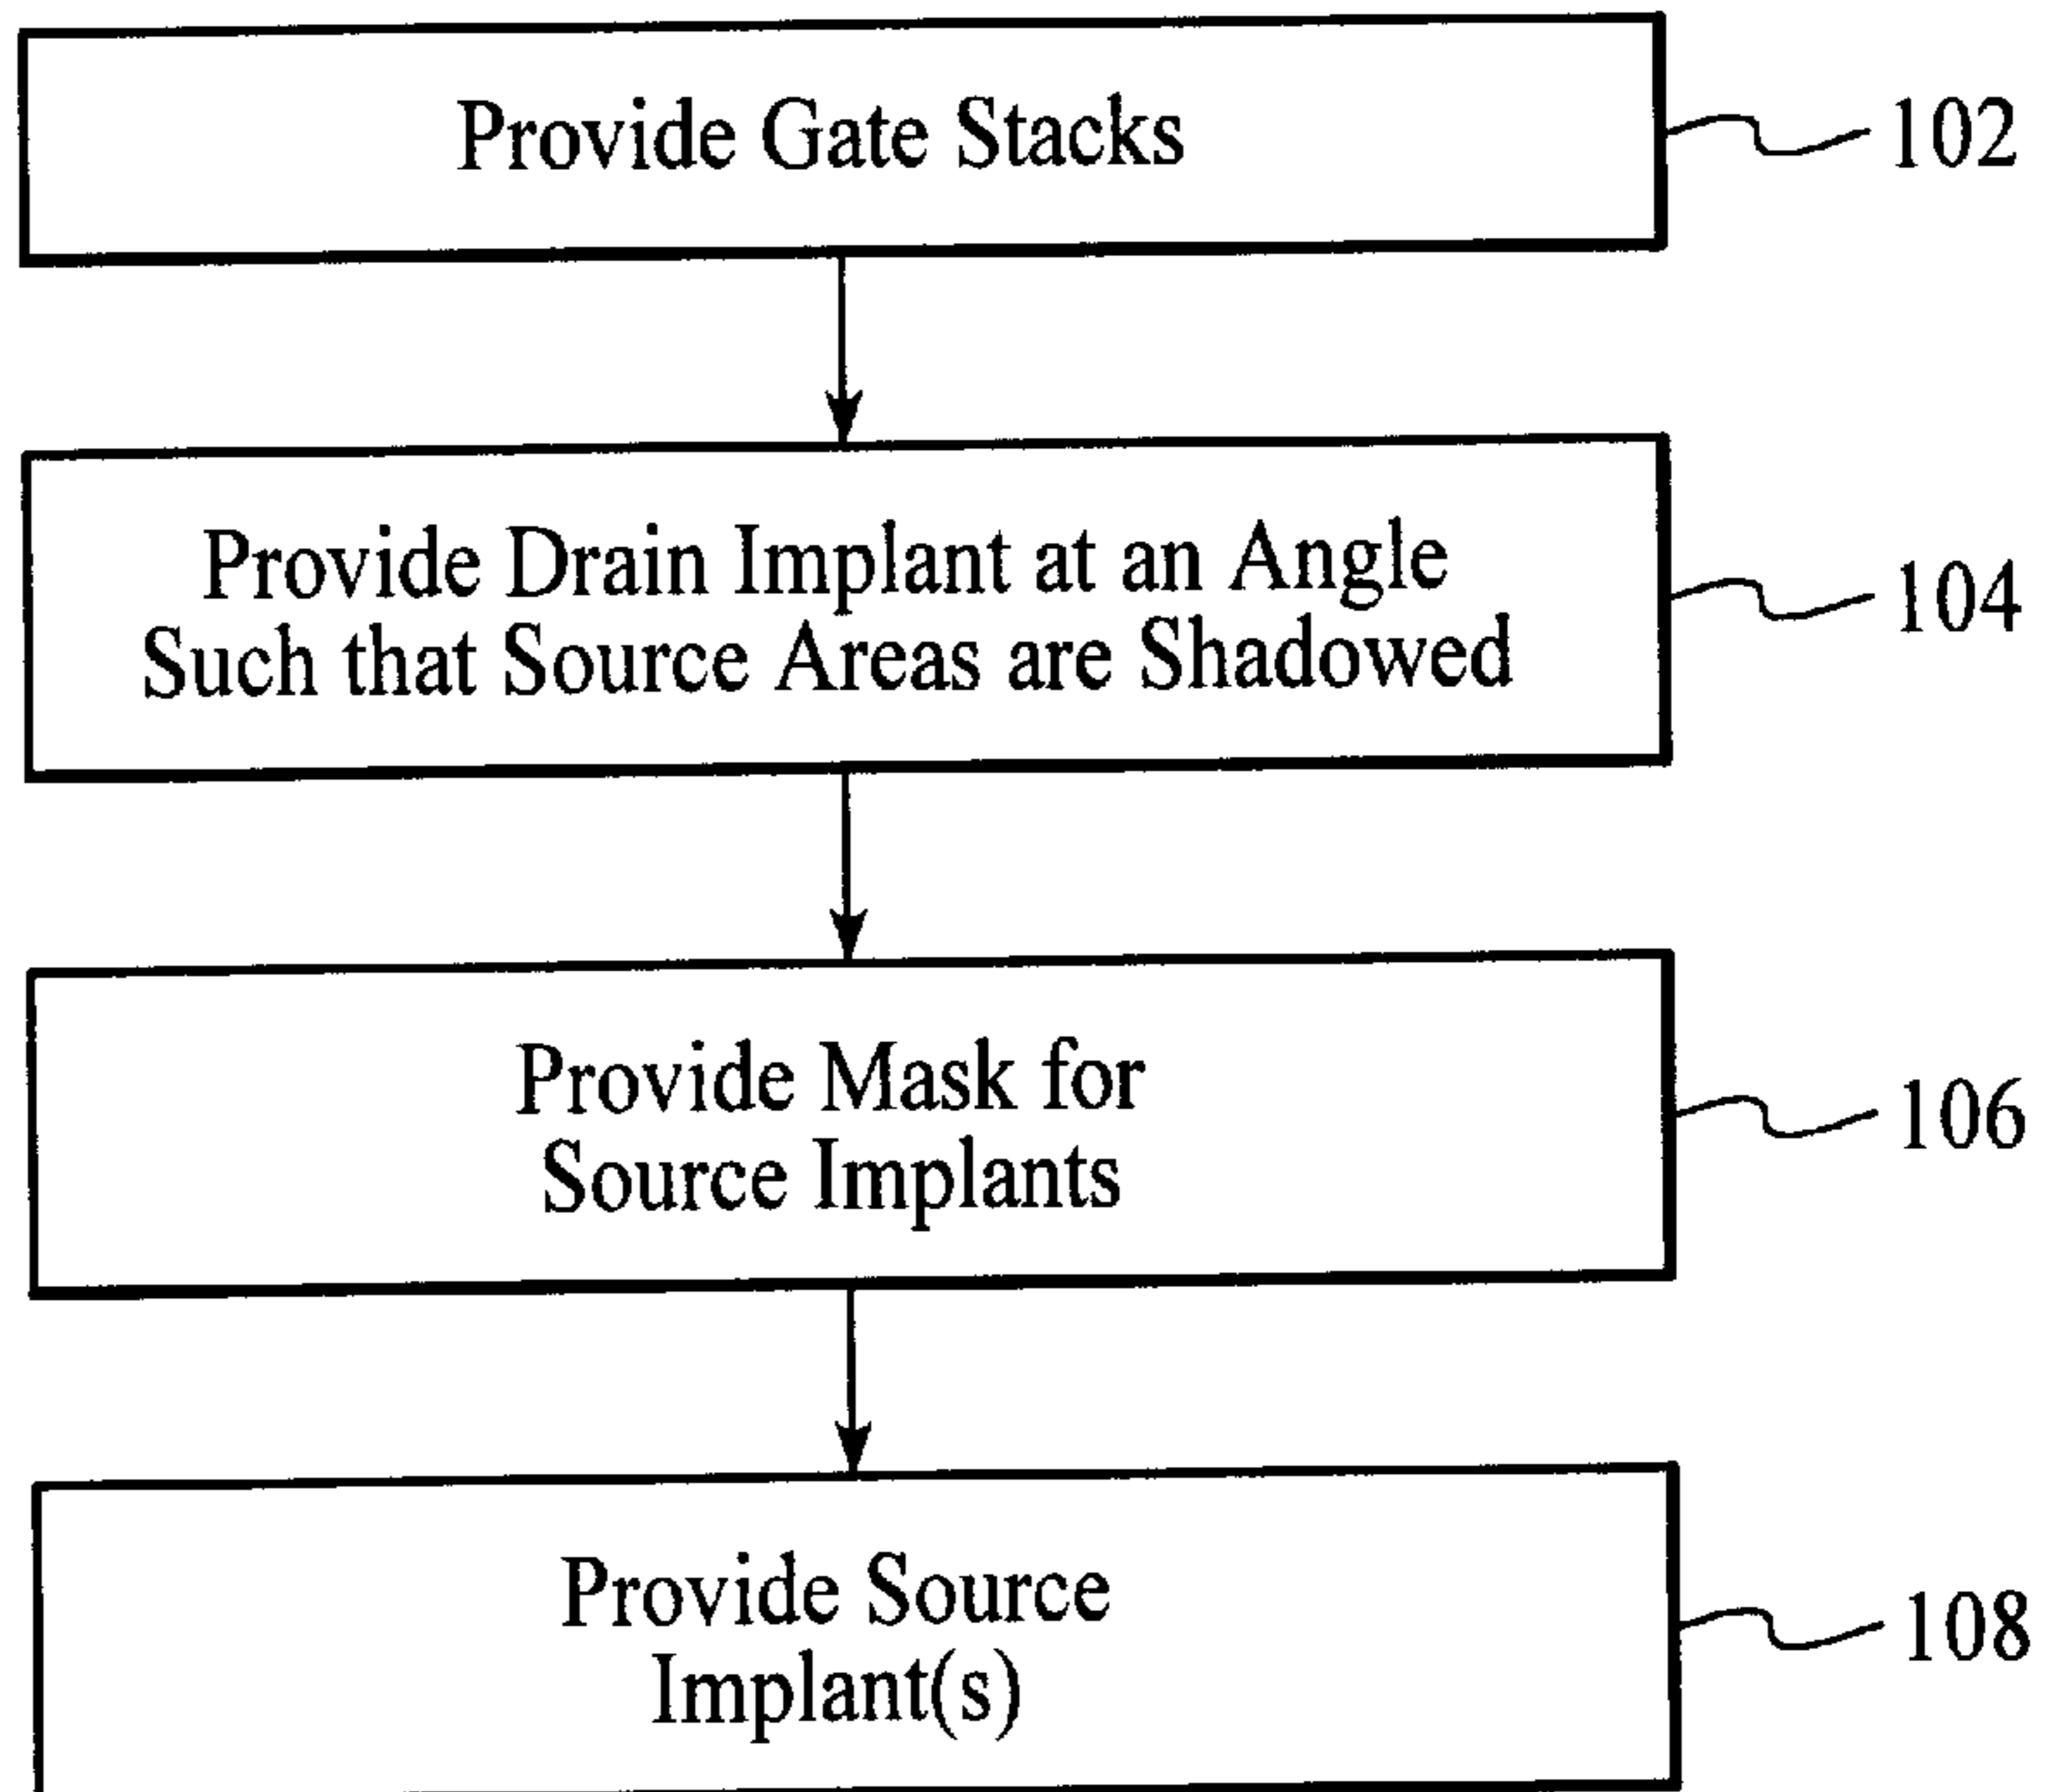 Provide Gate Stacks
102
Provide Drain Implant at an Angle
Such that Source Areas are Shadowed
104
Provide Mask for
Source Implants
106
Provide Source
Implant(s)
108